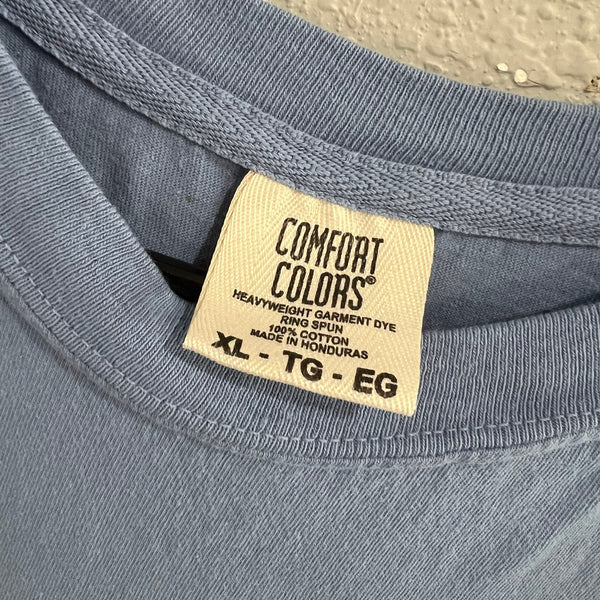 COMFORT
COLORS®
HEAVYWEIGHT GARMENT DYE
RING SPUN
100% COTTON
MADE IN HONDURAS
XL - TG - EG